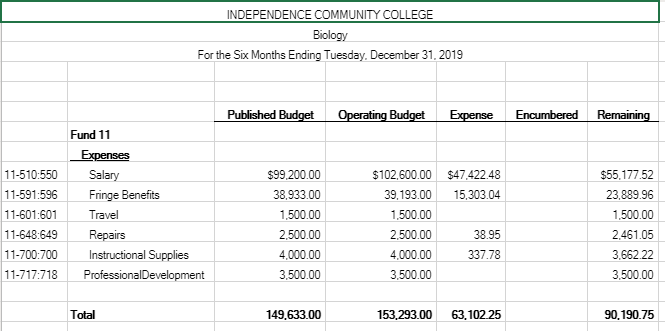 INDEPENDENCE COMMUNITY COLLEGE
Biology
For the Six Months Ending Tuesday, December 31, 2019
Published Budget Operating Budget Expense Encumbered Remaining
Fund 11
Expenses
11-510:550 Salary $99,200.00 $102,600.00 $47,422.48 $55,177.52
11-591:596 Fringe Benefits 38,933.00 39,193.00 15,303.04 23,889.96
11-601:601 Travel 1,500.00 1,500.00 1,500.00
11-648:649 Repairs 2,500.00 2,500.00 38.95 2,461.05
11-700:700 Instructional Supplies 4,000.00 4,000.00 337.78 3,662.22
11-717:718 ProfessionalDevelopment 3,500.00 3,500.00 3,500.00
Total 149,633.00 153,293.00 63,102.25 90,190.75